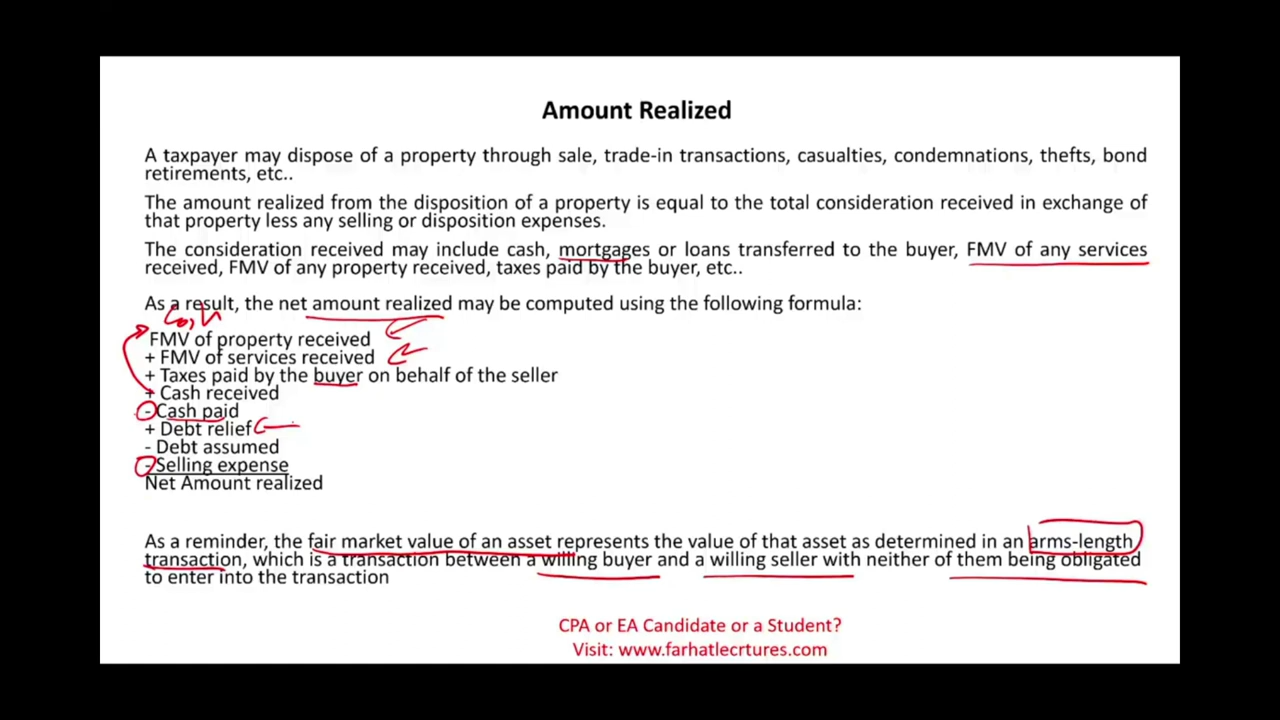 Amount Realized
A taxpayer may dispose of a property through sale, trade-in transactions, casualties, condemnations, thefts, bond
retirements, etc..
The amount realized from the disposition of a property is equal to the total consideration received in exchange of
that property less any selling or disposition expenses.
The consideration received may include cash, mortgages or loans transferred to the buyer, FMV of any services
received, FMV of any property received, taxes paid by the buyer, etc..
As a result, the net amount realized may be computed using the following formula:
FMV of property received
+ FMV of services received
+ Taxes paid by the buyer on behalf of the seller
+ Cash received
- Cash paid
+ Debt relief
- Debt assumed
- Selling expense
Net Amount realized
As a reminder, the fair market value of an asset represents the value of that asset as determined in an arms-length
transaction, which is a transaction between a willing buyer and a willing seller with neither of them being obligated
to enter into the transaction
CPA or EA Candidate or a Student?
Visit: www.farhatlecrtures.com